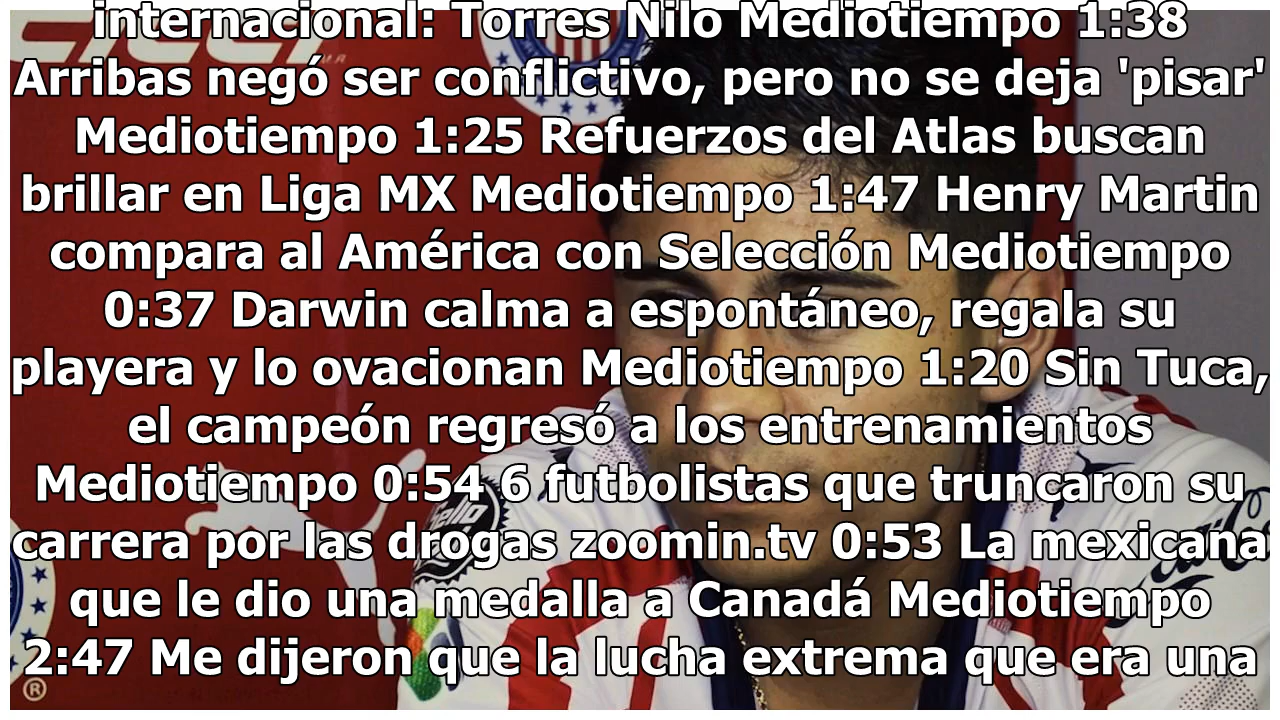 internacional: Torres Nilo Mediotiempo 1:38
Arribas negó ser conflictivo, pero no se deja 'pisar'
Mediotiempo 1:25 Refuerzos del Atlas buscan
brillar en Liga MX Mediotiempo 1:47 Henry Martin
compara al América con Selección Mediotiempo
0:37 Darwin calma a espontáneo, regala su
playera y lo ovacionan Mediotiempo 1:20 Sin Tuca,
el campeón regresó a los entrenamientos
Mediotiempo 0:54 6 futbolistas que truncaron su
carrera por las drogas zoomin.tv 0:53 La mexicana
que le dio una medalla a Canadá Mediotiempo
2:47 Me dijeron que la lucha extrema que era una
®